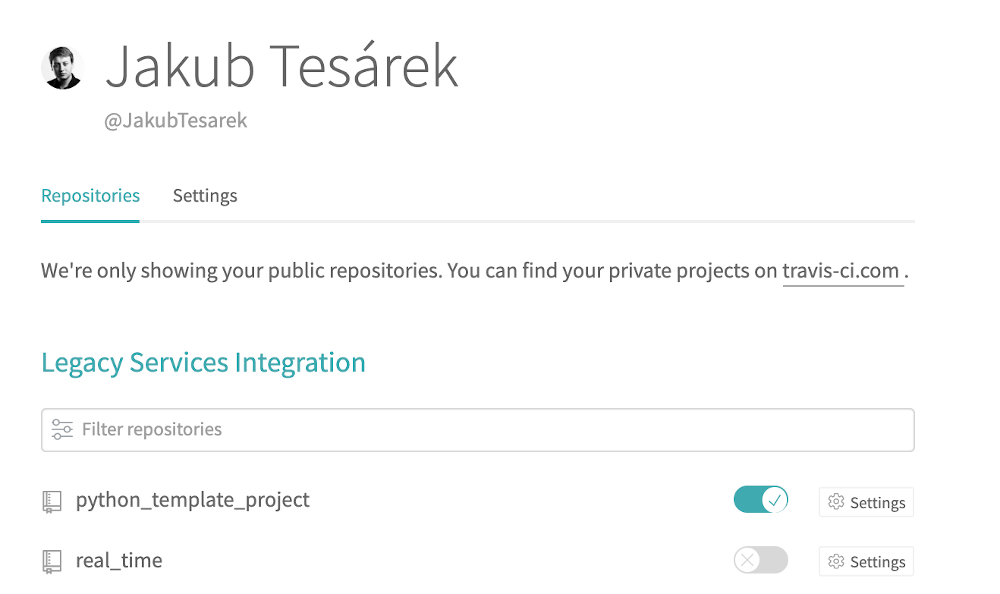 Jakub Tesárek
@JakubTesarek
Repositories Settings
We're only showing your public repositories. You can find your private projects on travis-ci.com .
Legacy Services Integration
Filter repositories
python_template_project Settings
real_time Settings